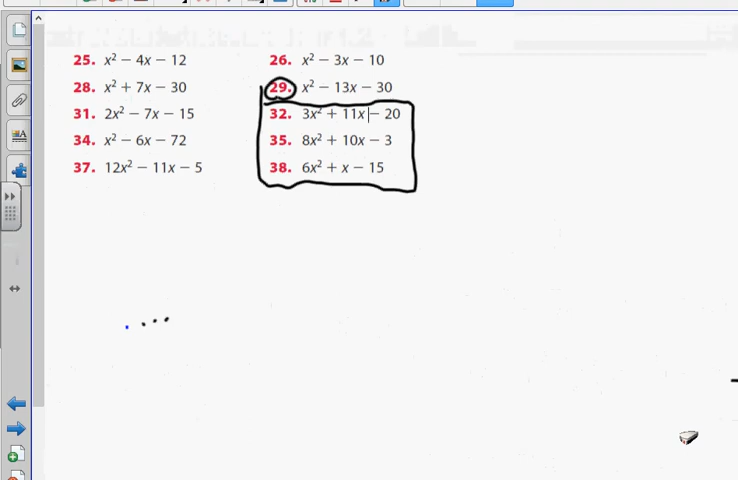 25. x² − 4x − 12 26. x² − 3x − 10
28. x² + 7x − 30 29. x² − 13x − 30
31. 2x² − 7x − 15 32. 3x² + 11x − 20
34. x² − 6x − 72 35. 8x² + 10x − 3
37. 12x² − 11x − 5 38. 6x² + x − 15